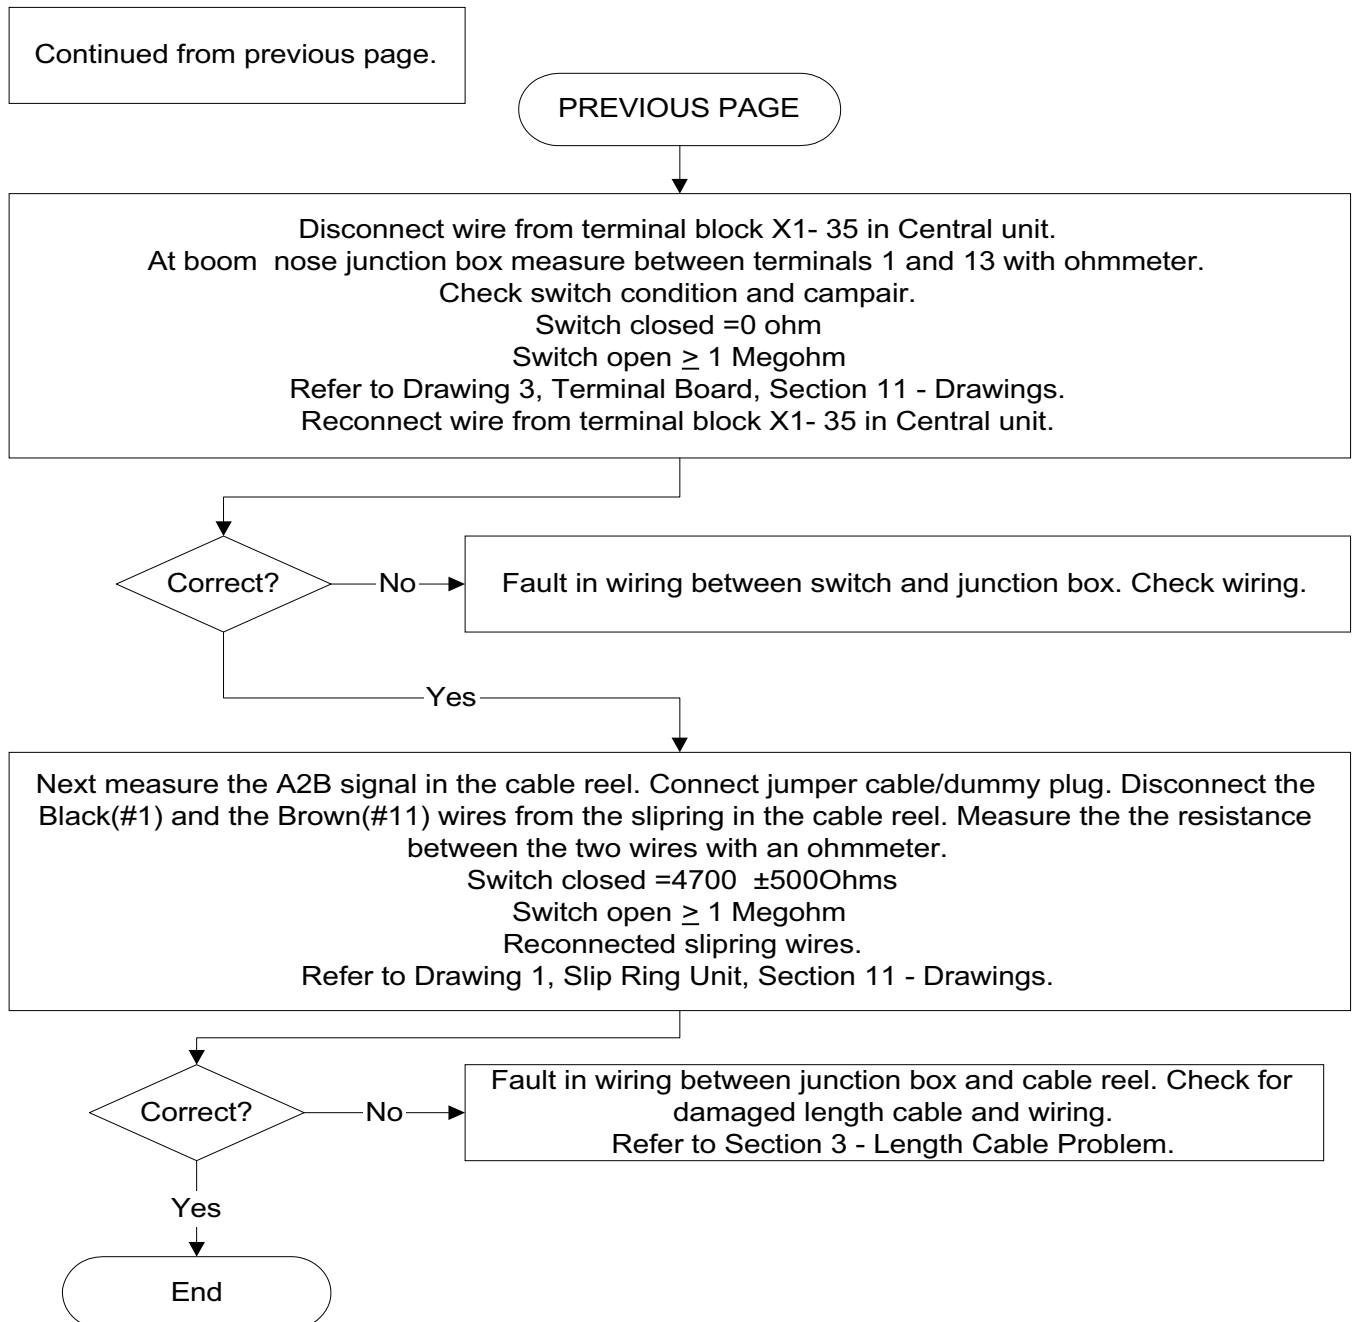 Continued from previous page.
PREVIOUS PAGE
Disconnect wire from terminal block X1- 35 in Central unit.
At boom  nose junction box measure between terminals 1 and 13 with ohmmeter.
Check switch condition and campair.
Switch closed =0 ohm
Switch open ≥ 1 Megohm
Refer to Drawing 3, Terminal Board, Section 11 - Drawings.
Reconnect wire from terminal block X1- 35 in Central unit.
Correct?
No
Fault in wiring between switch and junction box. Check wiring.
Yes
Next measure the A2B signal in the cable reel. Connect jumper cable/dummy plug. Disconnect the
Black(#1) and the Brown(#11) wires from the slipring in the cable reel. Measure the the resistance
between the two wires with an ohmmeter.
Switch closed =4700  ±500Ohms
Switch open ≥ 1 Megohm
Reconnected slipring wires.
Refer to Drawing 1, Slip Ring Unit, Section 11 - Drawings.
Correct?
No
Fault in wiring between junction box and cable reel. Check for
damaged length cable and wiring.
Refer to Section 3 - Length Cable Problem.
Yes
End